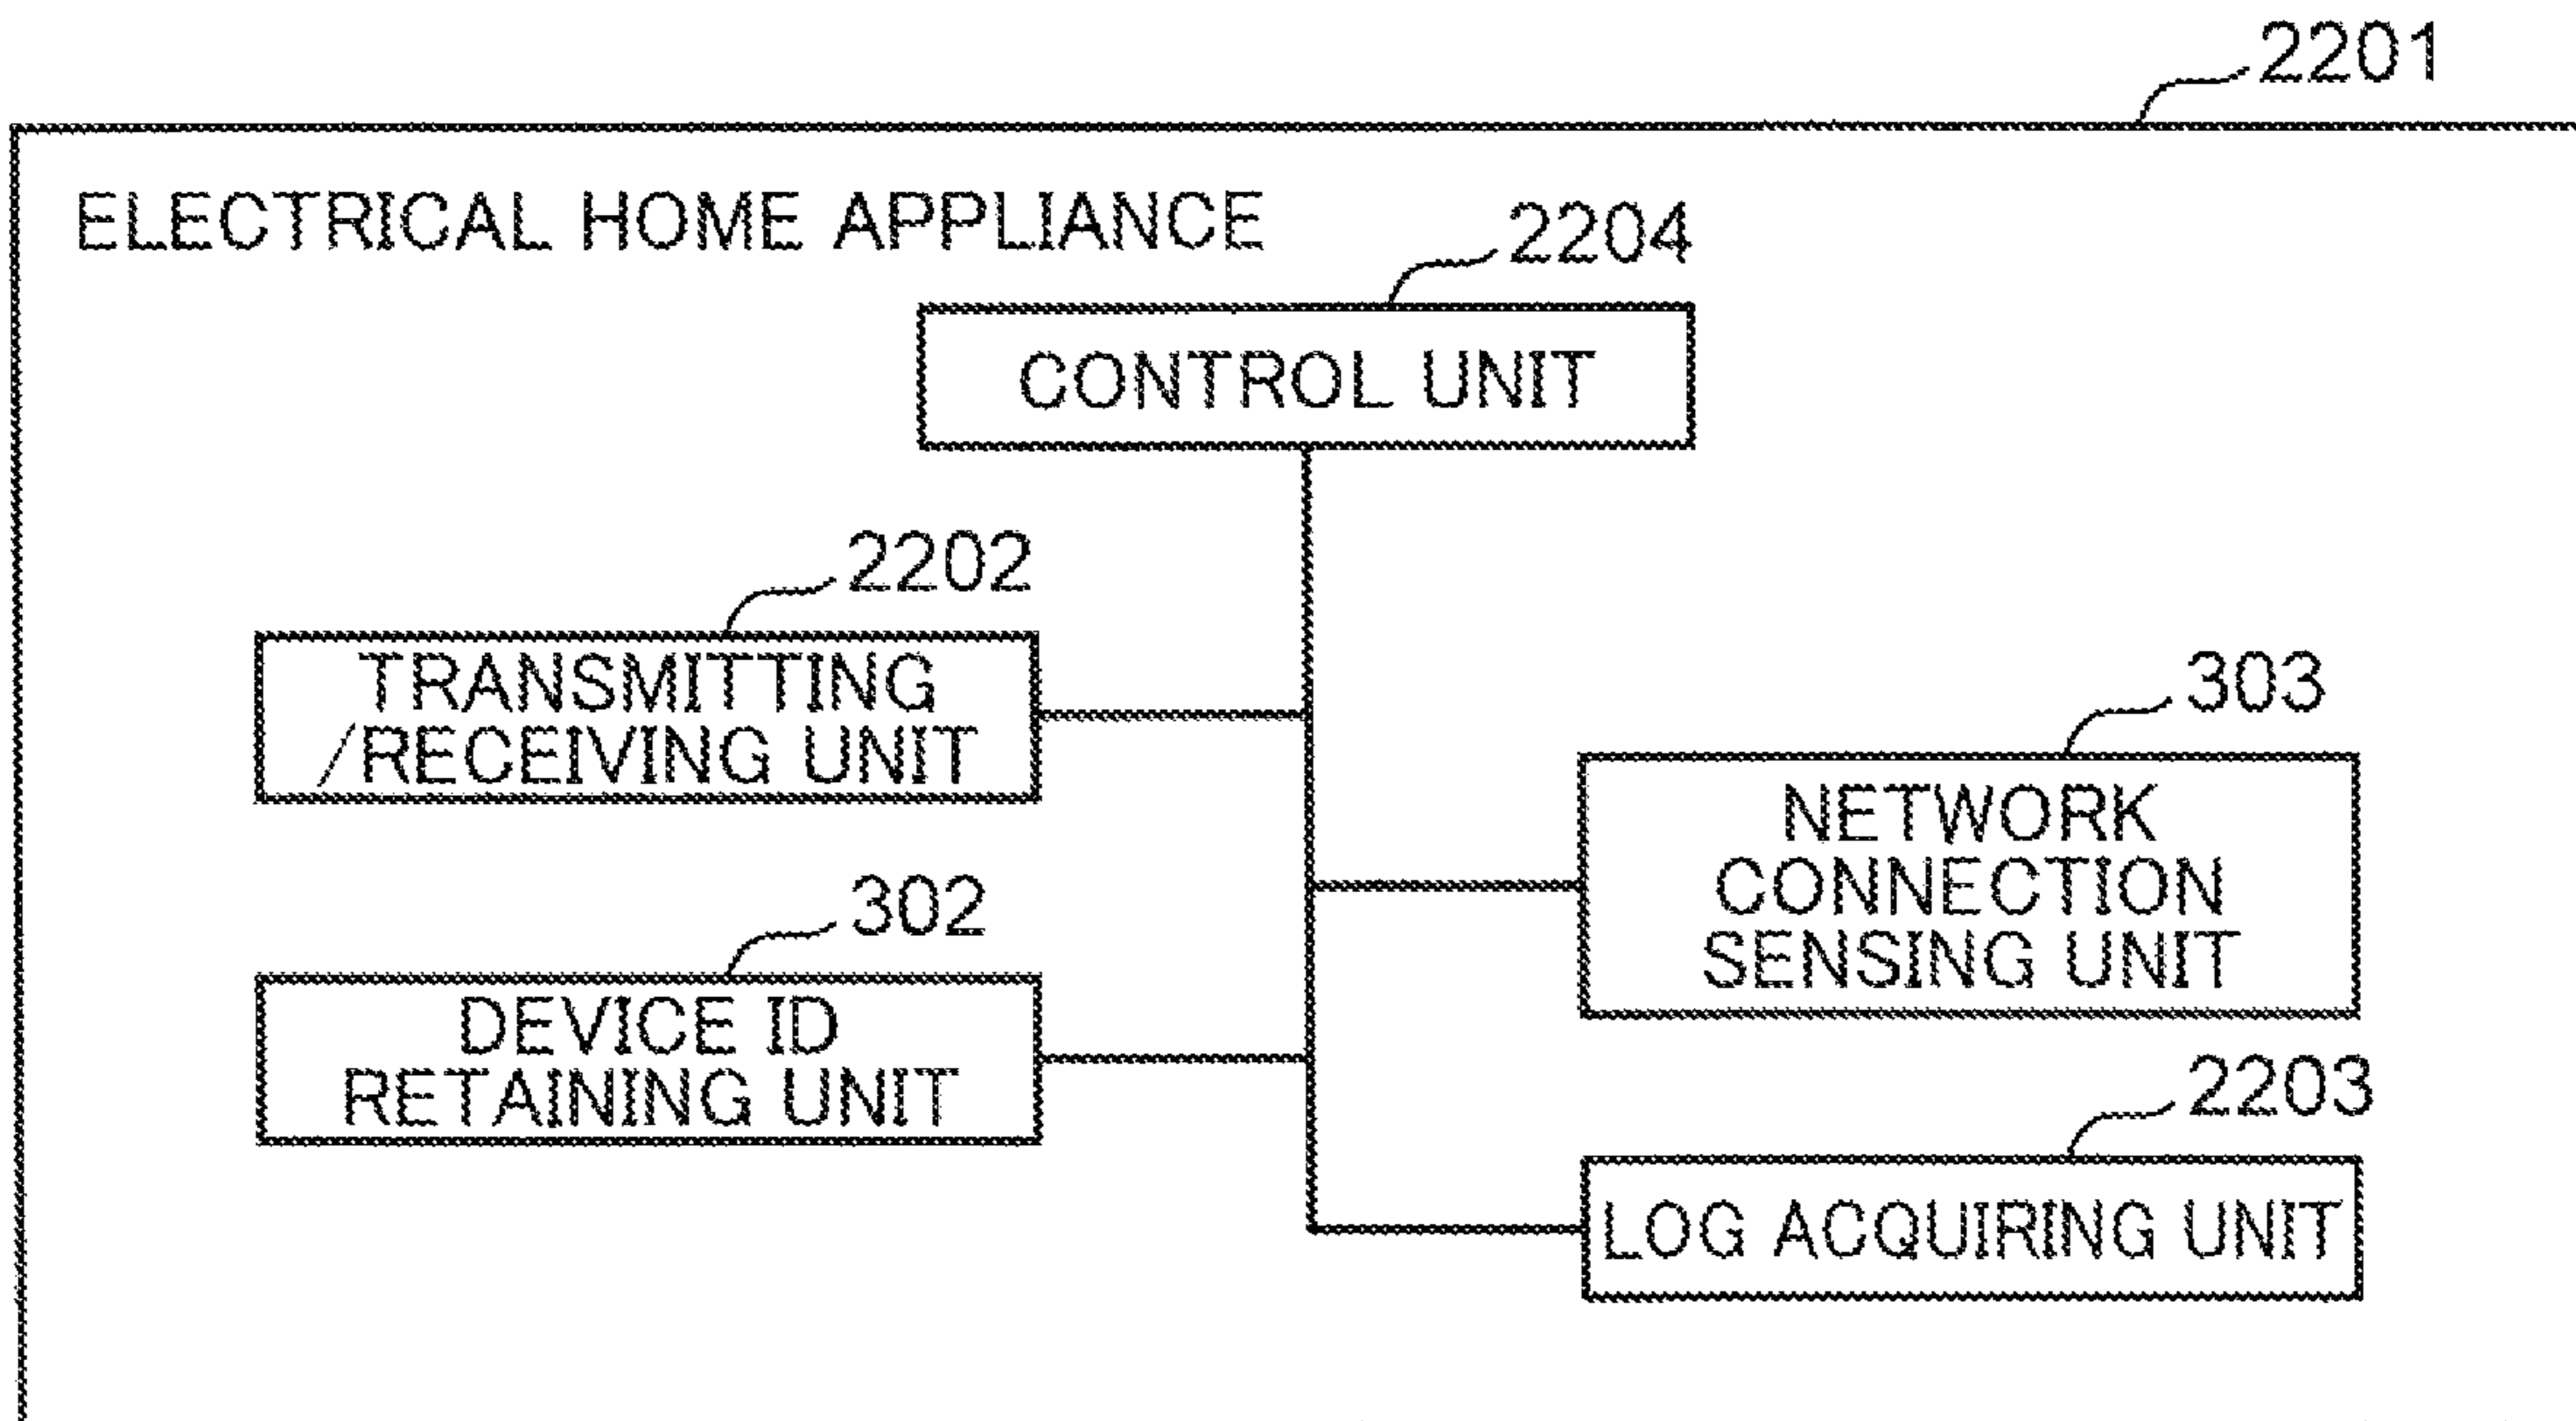 2201
ELECTRICAL HOME APPLIANCE
2204
CONTROL UNIT
2202
TRANSMITTING
/RECEIVING UNIT
303
NETWORK
CONNECTION
SENSING UNIT
302
DEVICE ID
RETAINING UNIT
2203
LOG ACQUIRING UNIT